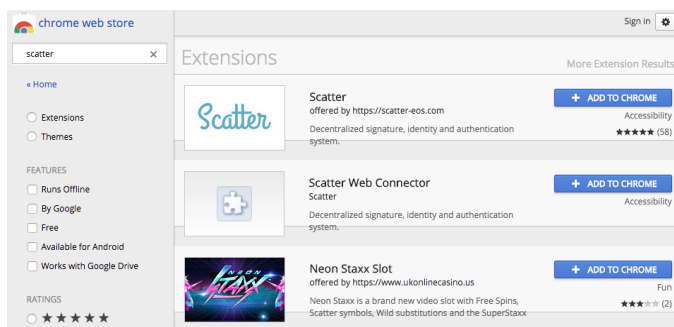 chrome web store
Sign in
scatter
×
« Home
Extensions
Themes
FEATURES
Runs Offline
By Google
Free
Available for Android
Works with Google Drive
RATINGS
Extensions
More Extension Results
Scatter
Scatter
offered by https://scatter-eos.com
Decentralized signature, identity and authentication
system.
+ ADD TO CHROME
Accessibility
(58)
Scatter Web Connector
Scatter
Decentralized signature, identity and authentication
system.
+ ADD TO CHROME
Accessibility
NEON
STAXX
Neon Staxx Slot
offered by https://www.ukonlinecasino.us
Neon Staxx is a brand new video slot with Free Spins,
Scatter symbols, Wild substitutions and the SuperStaxx
+ ADD TO CHROME
Fun
(2)